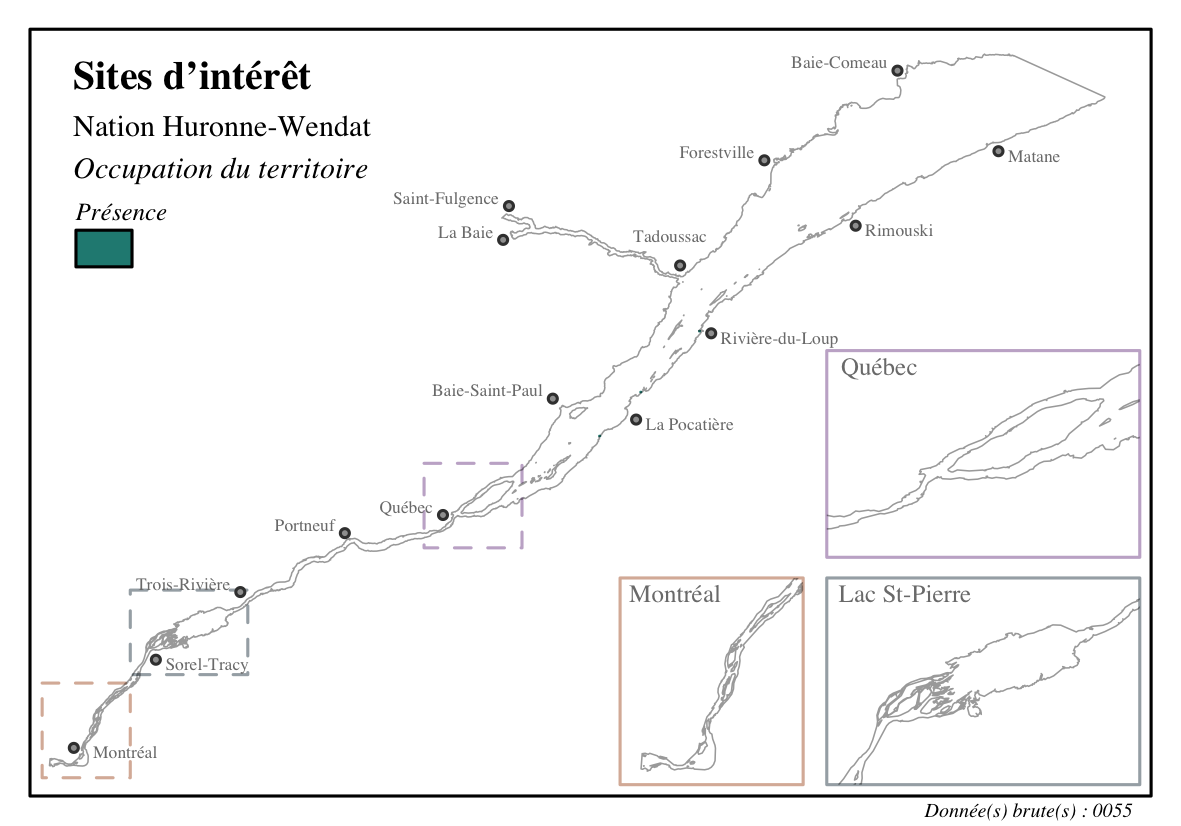 Sites d’intérêt
Nation Huronne-Wendat
Occupation du territoire
Présence
Baie-Comeau
Forestville
Matane
Saint-Fulgence
La Baie
Tadoussac
Rimouski
Rivière-du-Loup
Baie-Saint-Paul
La Pocatière
Québec
Portneuf
Trois-Rivière
Sorel-Tracy
Montréal
Québec
Montréal
Lac St-Pierre
Donnée(s) brute(s) : 0055